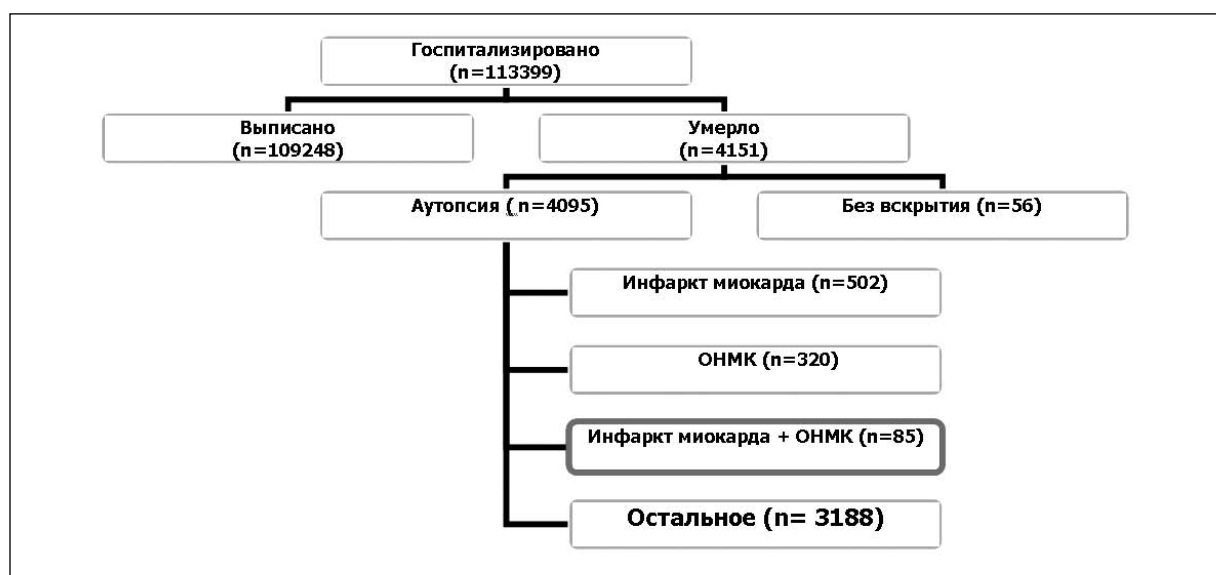 Госпитализировано
(n=113399)
Выписано
(n=109248)
Умерло
(n=4151)
Аутопсия ( n=4095)
Без вскрытия (n=56)
Инфаркт миокарда (n=502)
ОНМК (n=320)
Инфаркт миокарда + ОНМК (n=85)
Остальное (n= 3188)